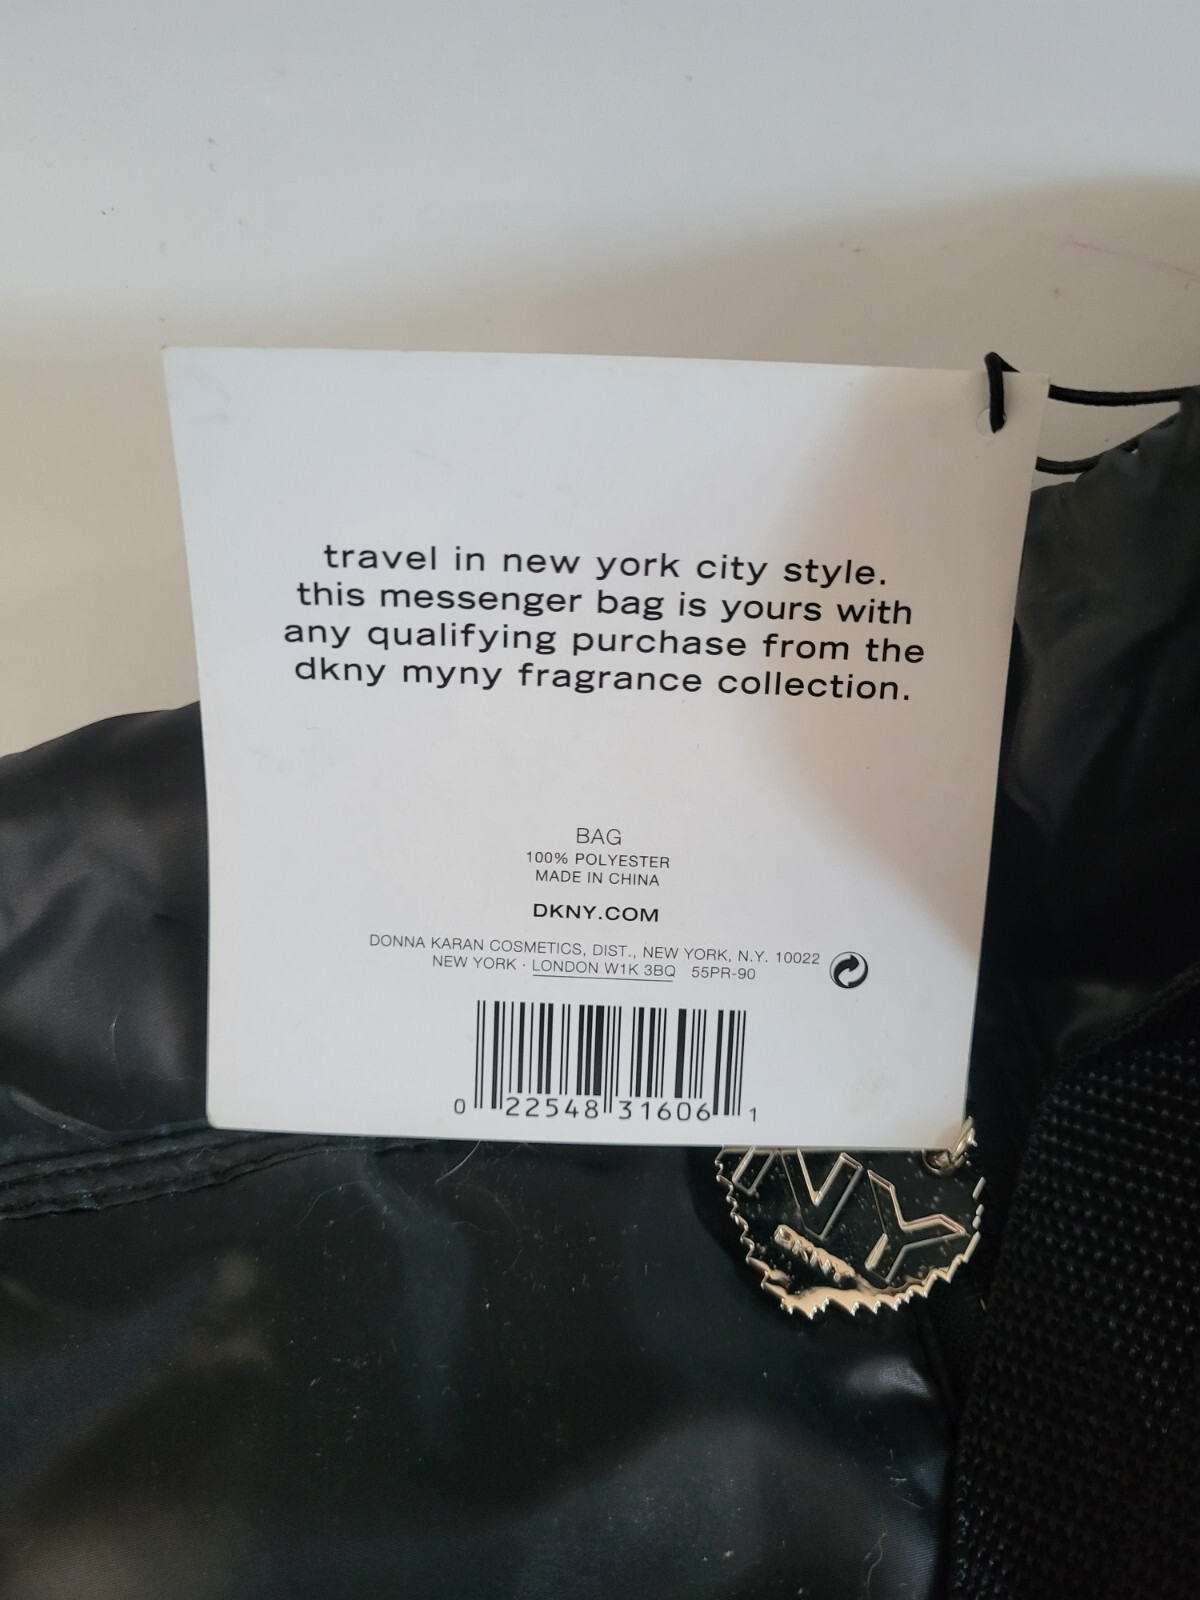 travel in new york city style.
this messenger bag is yours with
any qualifying purchase from the
dkny myny fragrance collection.
BAG
100% POLYESTER
MADE IN CHINA
DKNY.COM
DONNA KARAN COSMETICS, DIST., NEW YORK, N.Y. 10022
NEW YORK · LONDON W1K 3BQ 55PR-90
0 22548 31606 1
NY